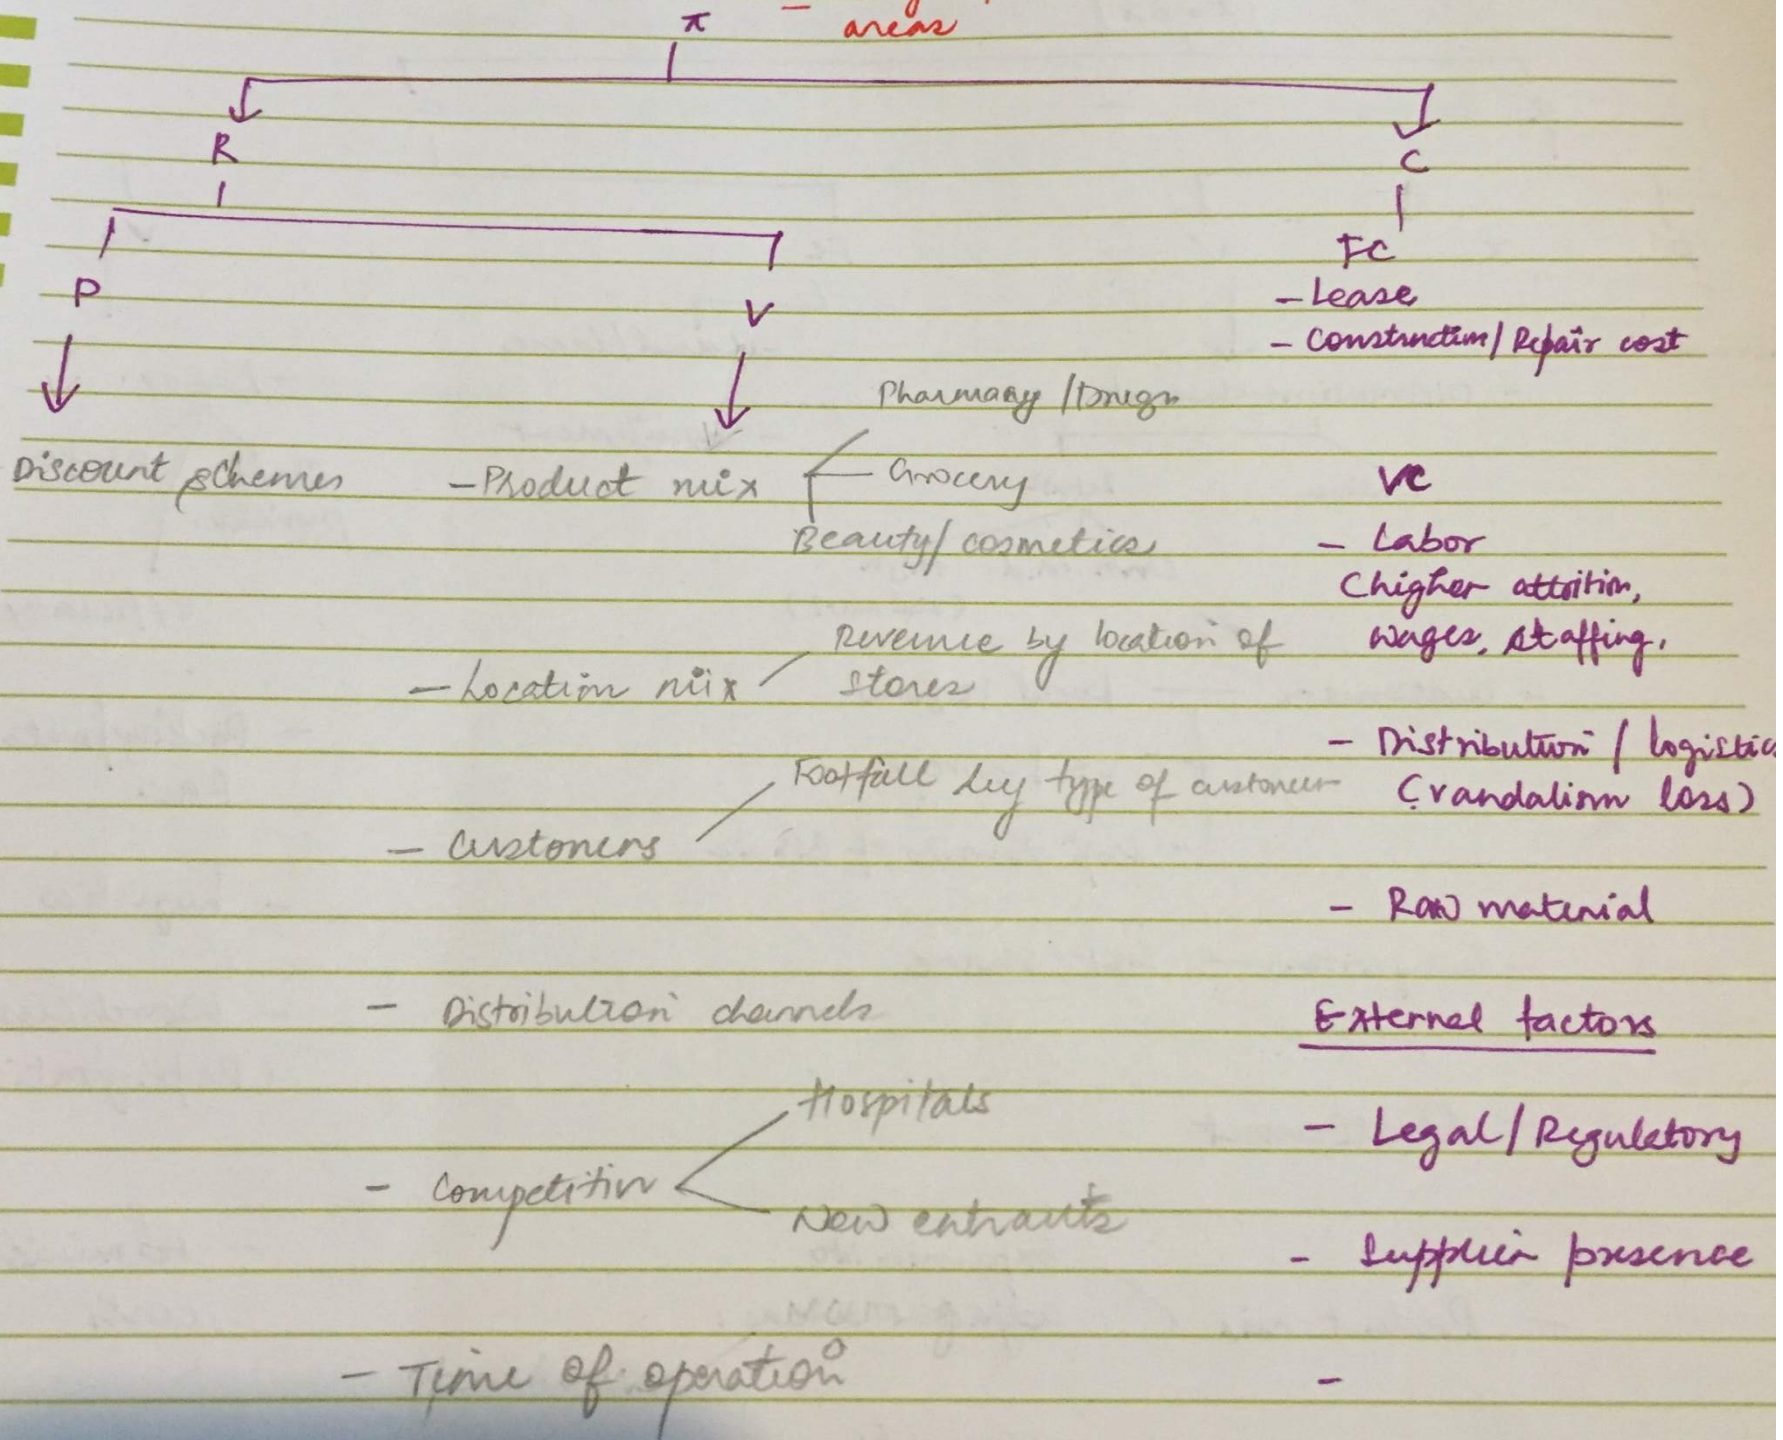 π
areas
R
C
P
V
FC
- Lease
- Construction/Repair cost
Pharmacy/Drugs
Discount schemes
- Product mix
Grocery
VC
Beauty/cosmetics
- Labor
(higher attrition,
wages, staffing,
Revenue by location of
stores
- Location mix
- Distribution / logistics
(vandalism loss)
Footfall by type of customer
- Customers
- Raw material
- Distribution channels
External factors
Hospitals
- Legal/Regulatory
- Competition
New entrants
- Supplier presence
- Time of operation
-